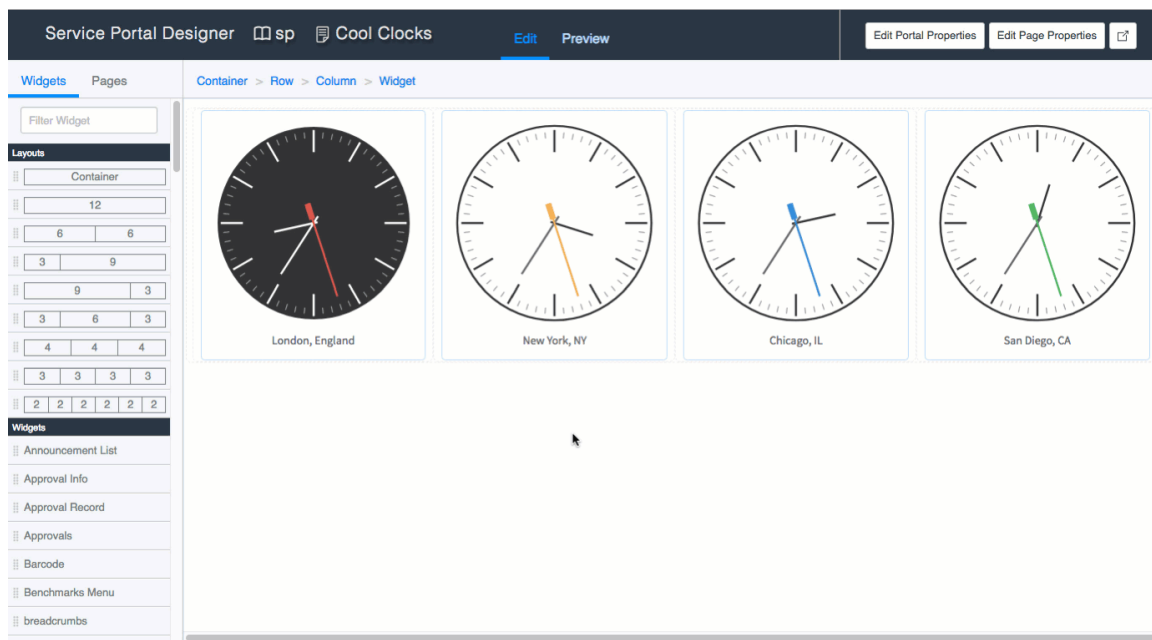 Service Portal Designer sp Cool Clocks Edit Preview Edit Portal Properties Edit Page Properties
Widgets Pages Container > Row > Column > Widget
Filter Widget
Layouts
Container
12
6 6
3 9
9 3
3 6 3
4 4 4
3 3 3 3
2 2 2 2 2 2
London, England New York, NY Chicago, IL San Diego, CA
Widgets
Announcement List
Approval Info
Approval Record
Approvals
Barcode
Benchmarks Menu
breadcrumbs